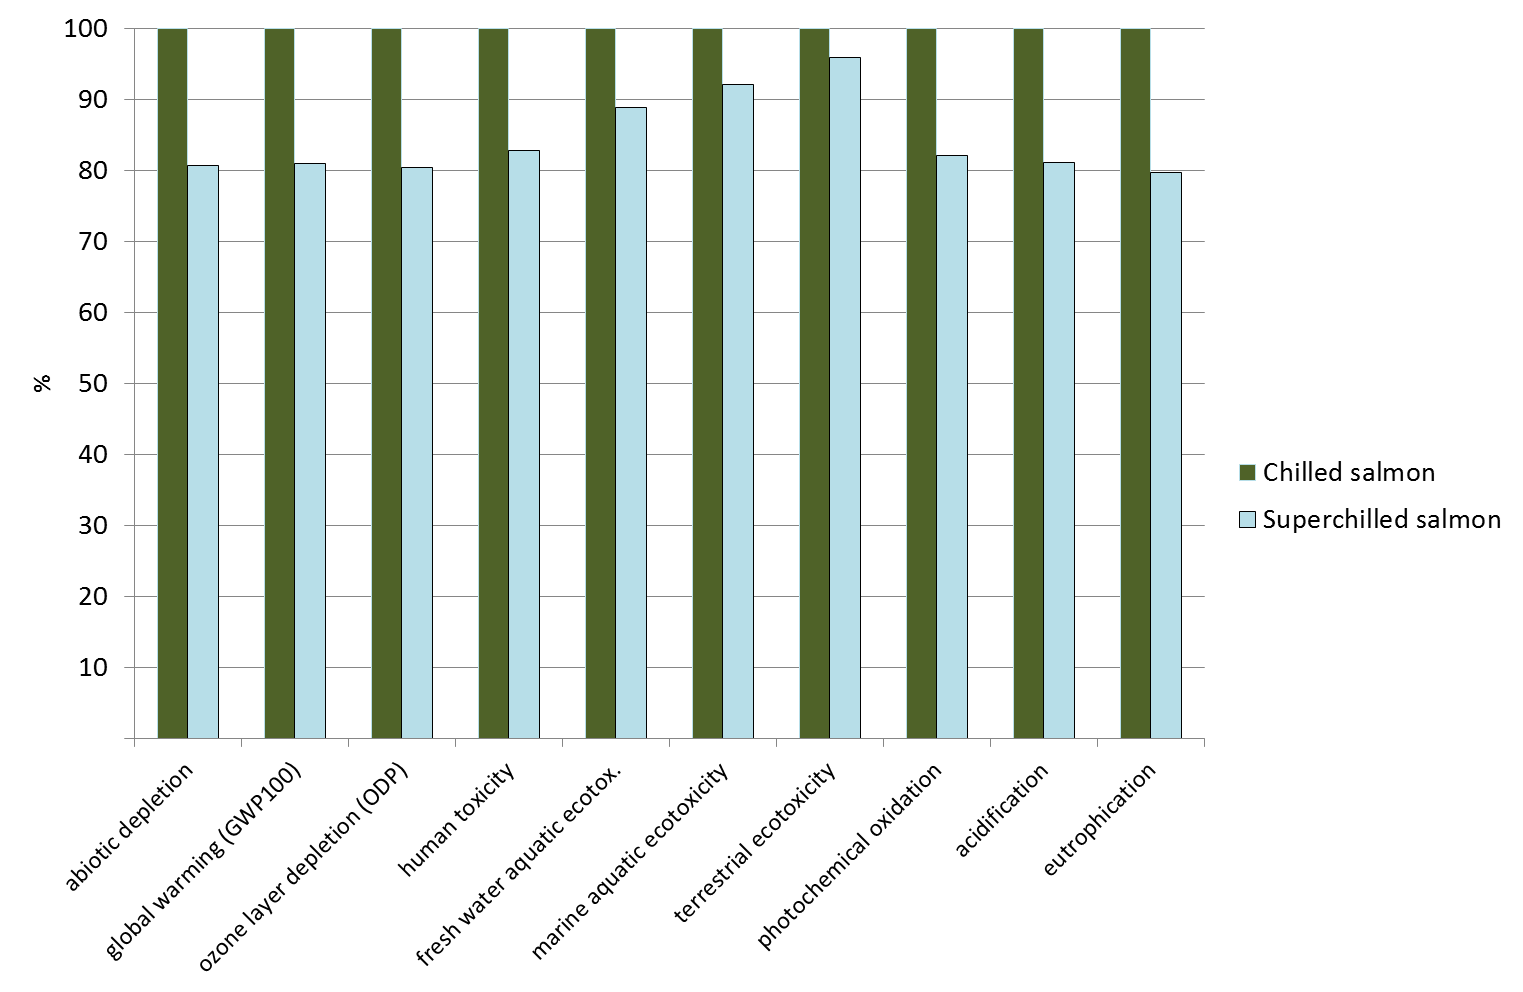 100
90
80
70
60
50
40
30
20
10
%
abiotic depletion
global warming (GWP100)
ozone layer depletion (ODP)
human toxicity
fresh water aquatic ecotox.
marine aquatic ecotoxicity
terrestrial ecotoxicity
photochemical oxidation
acidification
eutrophication
Chilled salmon
Superchilled salmon